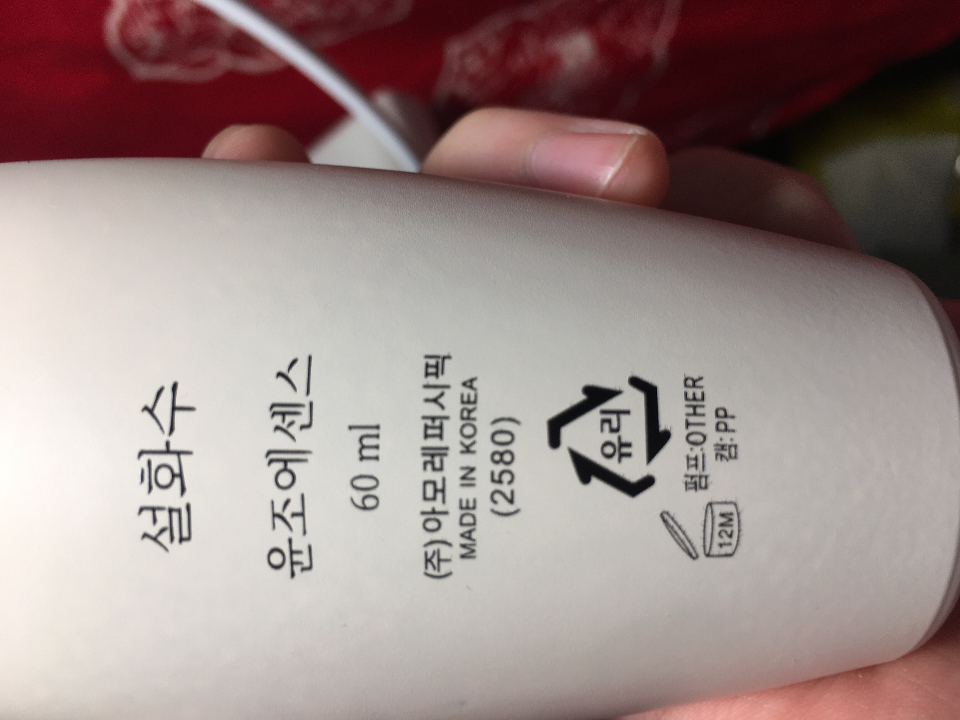 설화수
윤조에센스
60 ml
(주)아모레퍼시픽
MADE IN KOREA
(2580)
유리
펌프:OTHER
캡:PP
12M